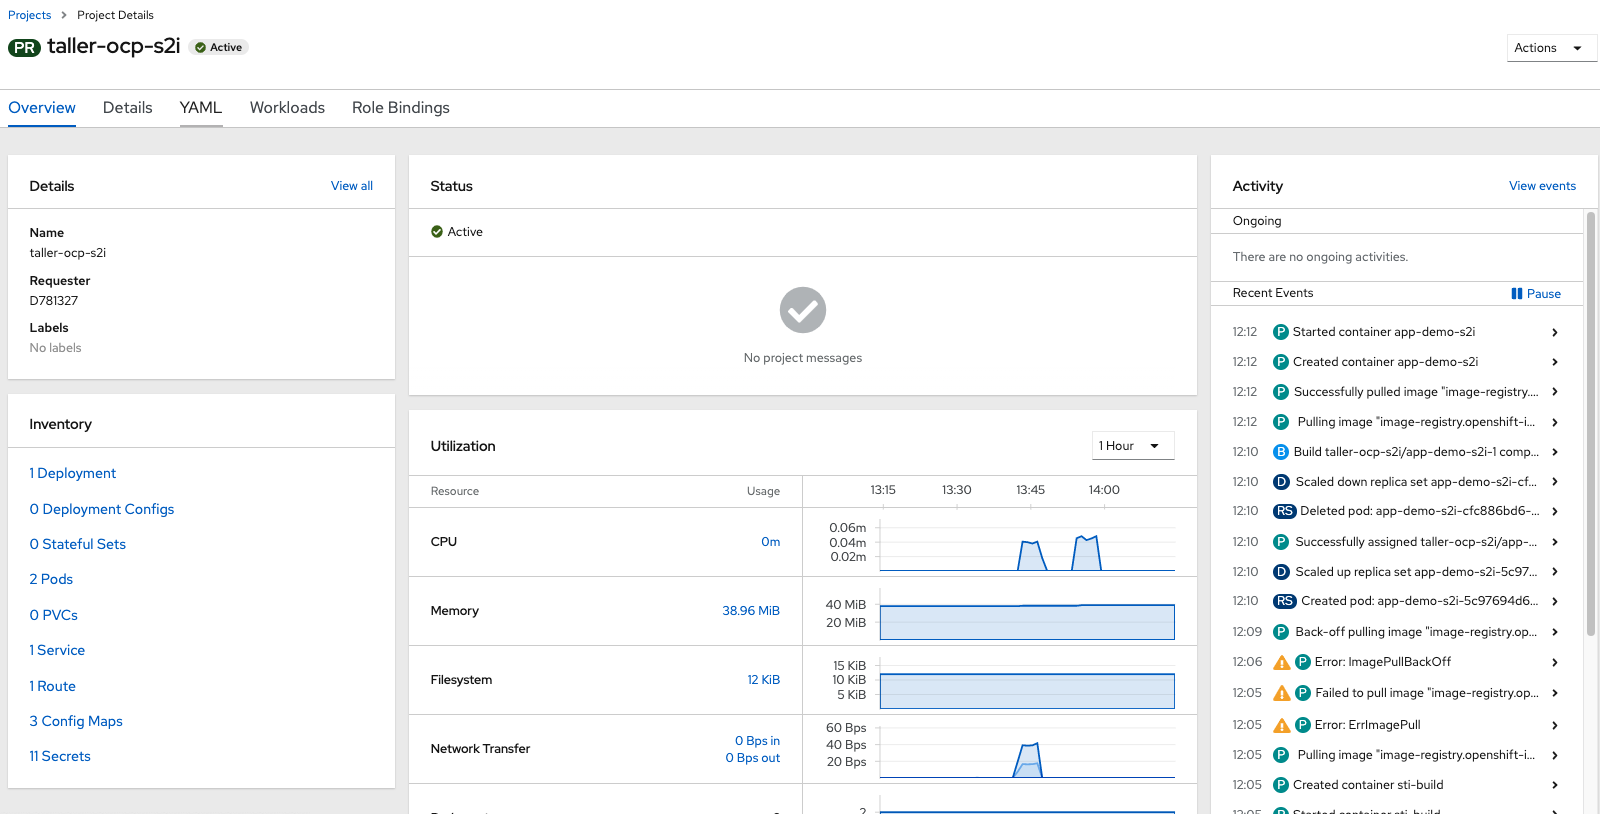 Projects > Project Details
PR taller-ocp-s2i Active
Actions
Overview Details YAML Workloads Role Bindings
Details View all
Name
taller-ocp-s2i
Requester
D781327
Labels
No labels
Inventory
1 Deployment
0 Deployment Configs
0 Stateful Sets
2 Pods
0 PVCs
1 Service
1 Route
3 Config Maps
11 Secrets
Status
Active
No project messages
Utilization 1 Hour
Resource Usage 13:15 13:30 13:45 14:00
CPU 0m
0.06m
0.04m
0.02m
Memory 38.96 MiB
40 MiB
20 MiB
Filesystem 12 KiB
15 KiB
10 KiB
5 KiB
Network Transfer
0 Bps in
0 Bps out
60 Bps
40 Bps
20 Bps
2
Activity View events
Ongoing
There are no ongoing activities.
Recent Events Pause
12:12 P Started container app-demo-s2i
12:12 P Created container app-demo-s2i
12:12 P Successfully pulled image "image-registry....
12:12 P Pulling image "image-registry.openshift-i...
12:10 B Build taller-ocp-s2i/app-demo-s2i-1 comp...
12:10 D Scaled down replica set app-demo-s2i-cf...
12:10 RS Deleted pod: app-demo-s2i-cfc886bd6-...
12:10 P Successfully assigned taller-ocp-s2i/app-...
12:10 D Scaled up replica set app-demo-s2i-5c97...
12:10 RS Created pod: app-demo-s2i-5c97694d6...
12:09 P Back-off pulling image "image-registry.op...
12:06 P Error: ImagePullBackOff
12:05 P Failed to pull image "image-registry.op...
12:05 P Error: ErrImagePull
12:05 P Pulling image "image-registry.openshift-i...
12:05 P Created container sti-build
12:05 P Started container sti-build